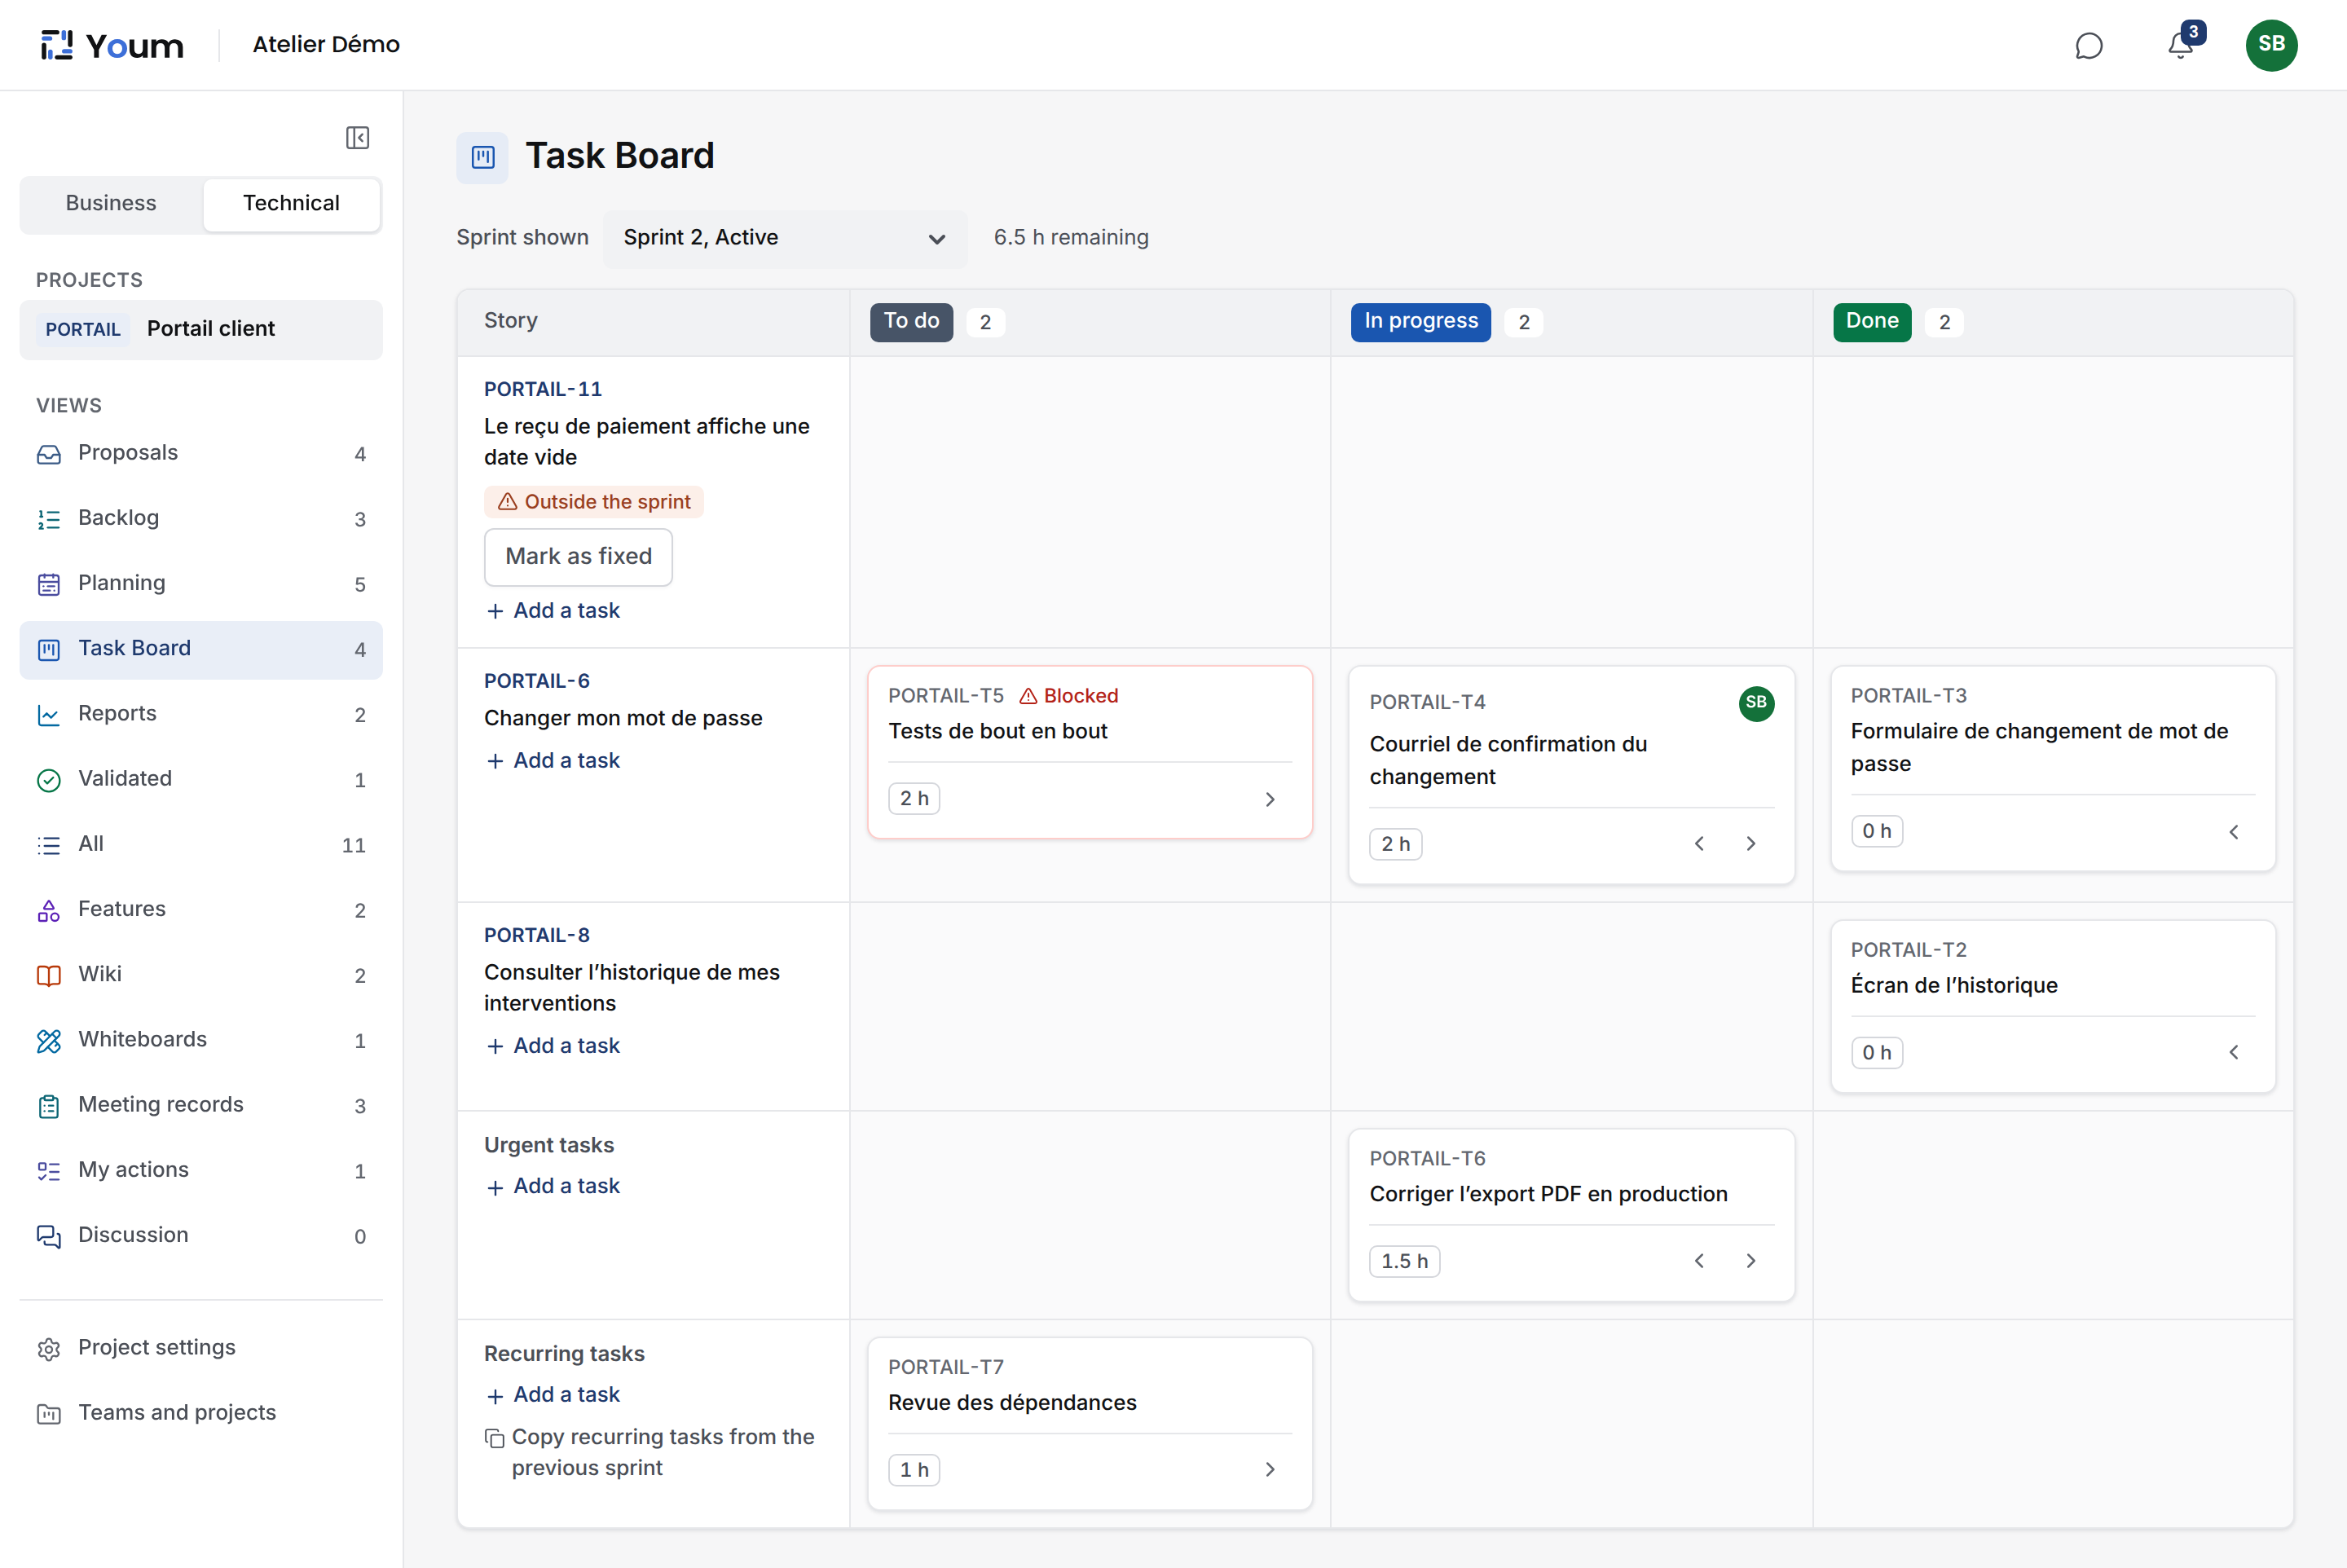 Youm
Atelier Démo
3
SB
Business
Technical
PROJECTS
PORTAIL
Portail client
VIEWS
Proposals
4
Backlog
3
Planning
5
Task Board
4
Reports
2
Validated
1
All
11
Features
2
Wiki
2
Whiteboards
1
Meeting records
3
My actions
1
Discussion
0
Project settings
Teams and projects
Task Board
Sprint shown
Sprint 2, Active
6.5 h remaining
Story
To do
2
In progress
2
Done
2
PORTAIL-11
Le reçu de paiement affiche une
date vide
Outside the sprint
Mark as fixed
Add a task
PORTAIL-6
Changer mon mot de passe
Add a task
PORTAIL-T5
Blocked
Tests de bout en bout
2 h
PORTAIL-T4
SB
Courriel de confirmation du
changement
2 h
PORTAIL-T3
Formulaire de changement de mot de
passe
0 h
PORTAIL-8
Consulter l’historique de mes
interventions
Add a task
PORTAIL-T2
Écran de l’historique
0 h
Urgent tasks
Add a task
PORTAIL-T6
Corriger l’export PDF en production
1.5 h
Recurring tasks
Add a task
Copy recurring tasks from the
previous sprint
PORTAIL-T7
Revue des dépendances
1 h